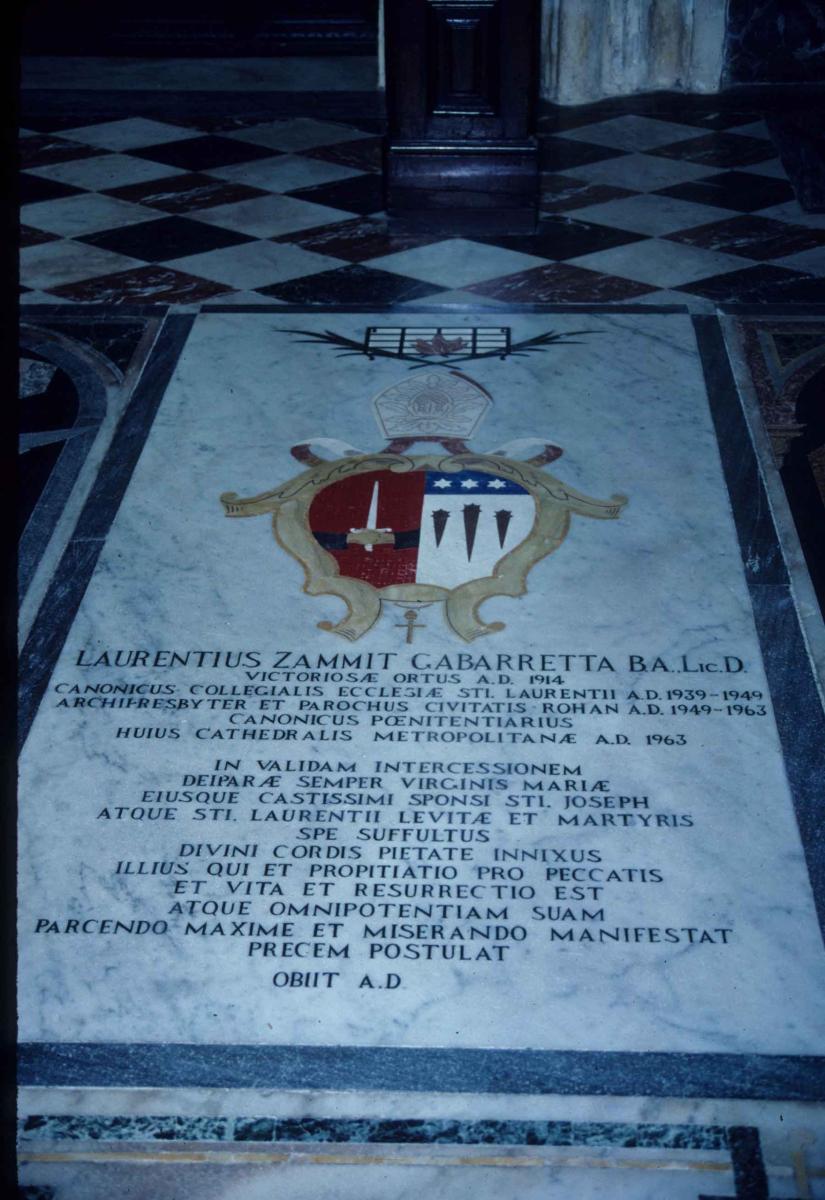 LAURENTIUS ZAMMIT GABARRETTA B.A., LIC.D.
VICTORIOSÆ ORTUS A.D. 1914
CANONICUS COLLEGIALIS ECCLESIÆ STI. LAURENTII A.D. 1939-1949
ARCHIPRESBYTER ET PAROCHUS CIVITATIS ROHAN A.D. 1949-1963
CANONICUS PŒNITENTIARIUS
HUIUS CATHEDRALIS METROPOLITANÆ A.D. 1963
IN VALIDAM INTERCESSIONEM
DEIPARÆ SEMPER VIRGINIS MARIÆ
EIUSQUE CASTISSIMI SPONSI STI. JOSEPH
ATQUE STI. LAURENTII LEVITÆ ET MARTYRIS
SPE SUFFULTUS
DIVINI CORDIS PIETATE INNIXUS
ILLIUS QUI ET PROPITIATIO PRO PECCATIS
ET VITA ET RESURRECTIO EST
ATQUE OMNIPOTENTIAM SUAM
PARCENDO MAXIME ET MISERANDO MANIFESTAT
PRECEM POSTULAT
OBIIT A.D.